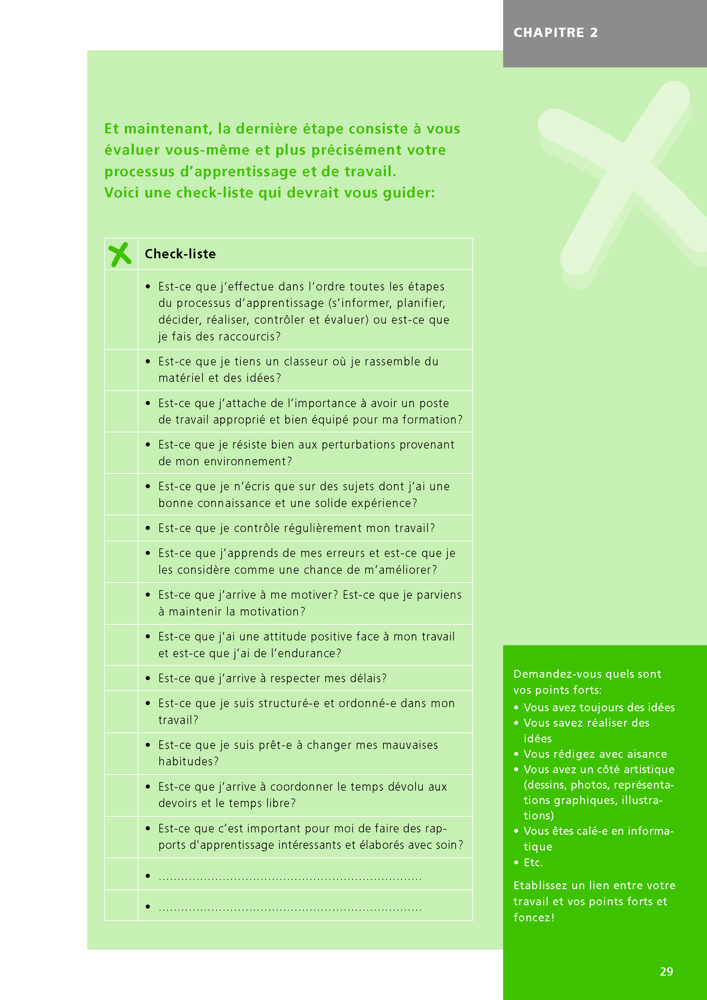 CHAPITRE 2
Et maintenant, la dernière étape consiste à vous
évaluer vous-même et plus précisément votre
processus d’apprentissage et de travail.
Voici une check-liste qui devrait vous guider:
Check-liste
• Est-ce que j‘effectue dans l‘ordre toutes les étapes
du processus d‘apprentissage (s‘informer, planifier,
décider, réaliser, contrôler et évaluer) ou est-ce que
je fais des raccourcis?
• Est-ce que je tiens un classeur où je rassemble du
matériel et des idées?
• Est-ce que j’attache de l’importance à avoir un poste
de travail approprié et bien équipé pour ma formation?
• Est-ce que je résiste bien aux perturbations provenant
de mon environnement?
• Est-ce que je n’écris que sur des sujets dont j’ai une
bonne connaissance et une solide expérience?
• Est-ce que je contrôle régulièrement mon travail?
• Est-ce que j’apprends de mes erreurs et est-ce que je
les considère comme une chance de m’améliorer?
• Est-ce que j’arrive à me motiver? Est-ce que je parviens
à maintenir la motivation?
• Est-ce que j’ai une attitude positive face à mon travail
et est-ce que j’ai de l’endurance?
• Est-ce que j’arrive à respecter mes délais?
• Est-ce que je suis structuré-e et ordonné-e dans mon
travail?
• Est-ce que je suis prêt-e à changer mes mauvaises
habitudes?
• Est-ce que j’arrive à coordonner le temps dévolu aux
devoirs et le temps libre?
• Est-ce que c’est important pour moi de faire des rap-
ports d'apprentissage intéressants et élaborés avec soin?
• ......................................................................
• ......................................................................
Demandez-vous quels sont
vos points forts:
• Vous avez toujours des idées
• Vous savez réaliser des
idées
• Vous rédigez avec aisance
• Vous avez un côté artistique
(dessins, photos, représenta-
tions graphiques, illustra-
tions)
• Vous êtes calé-e en informa-
tique
• Etc.
Etablissez un lien entre votre
travail et vos points forts et
foncez!
29